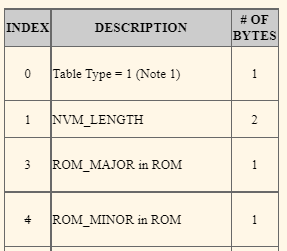 INDEX DESCRIPTION # OF BYTES
0 Table Type = 1 (Note 1) 1
1 NVM_LENGTH 2
3 ROM_MAJOR in ROM 1
4 ROM_MINOR in ROM 1